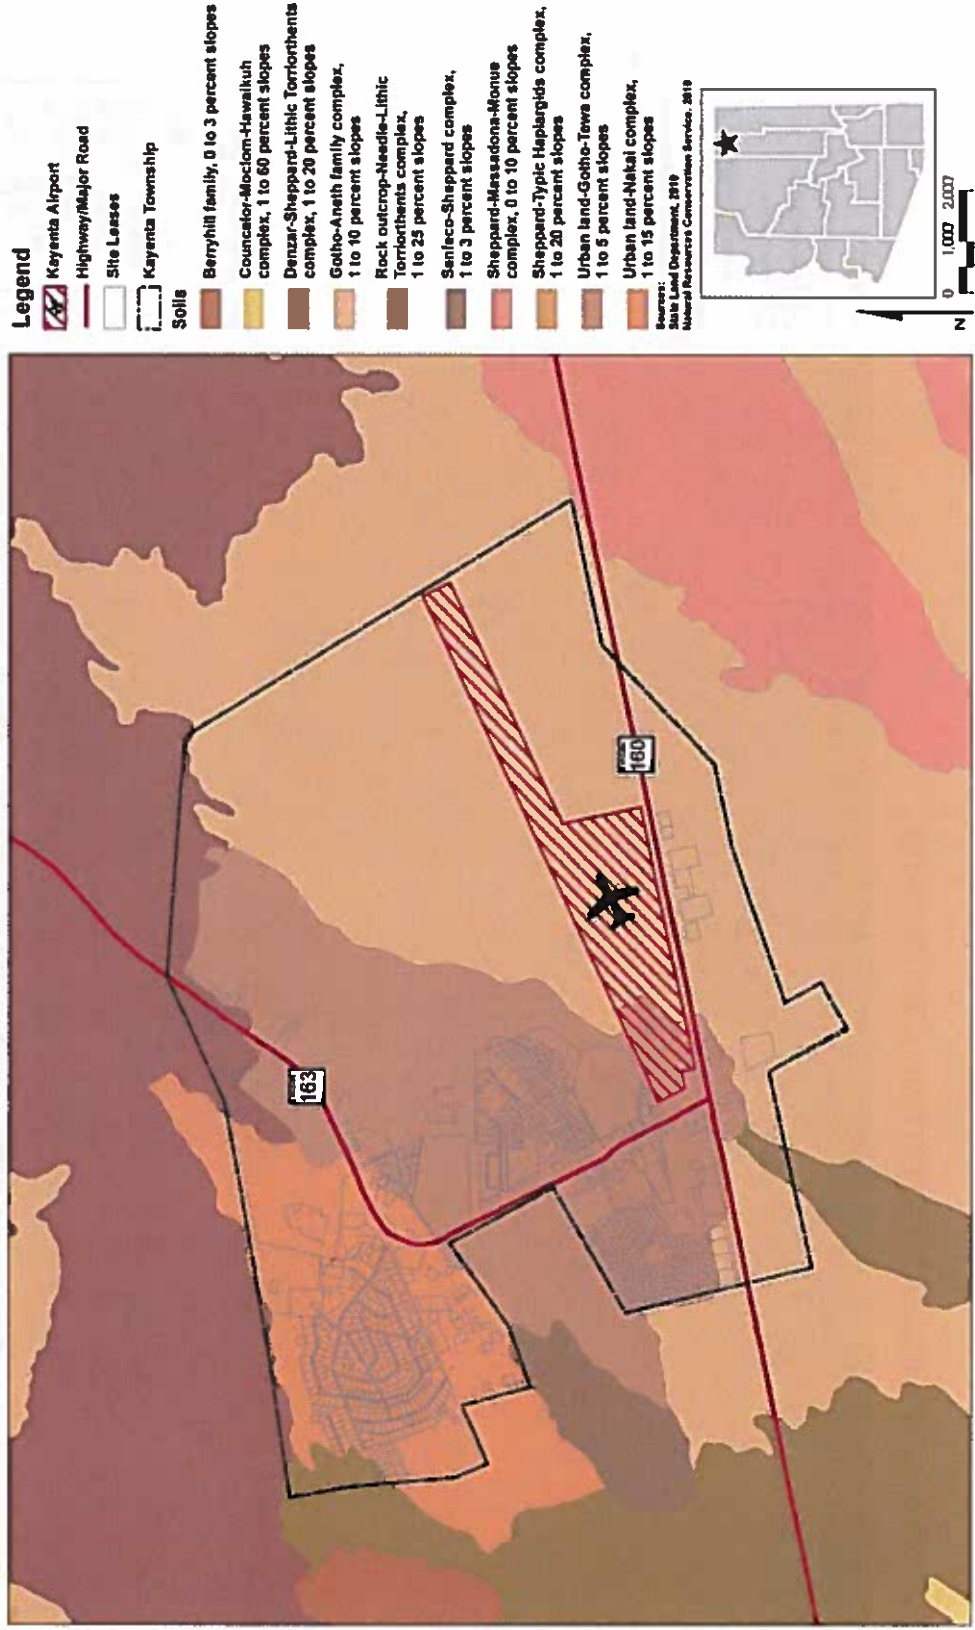 Legend
Kayenta Airport
Highway/Major Road
Site Leases
Kayenta Township
Soils
Berryhill family, 0 to 3 percent slopes
Councelor-Moclom-Hawaikuh
complex, 1 to 60 percent slopes
Denzar-Sheppard-Lithic Torriorthents
complex, 1 to 20 percent slopes
Gotho-Aneth family complex,
1 to 10 percent slopes
Rock outcrop-Needle-Lithic
Torriorthents complex,
1 to 25 percent slopes
Sanfeco-Sheppard complex,
1 to 3 percent slopes
Sheppard-Massadona-Monue
complex, 0 to 10 percent slopes
Sheppard-Typic Haplargids complex,
1 to 20 percent slopes
Urban land-Gotho-Towa complex,
1 to 5 percent slopes
Urban land-Nakai complex,
1 to 15 percent slopes
Sources:
State Land Department, 2010
Natural Resources Conservation Service, 2010
N
0 1,000 2,000
163
160